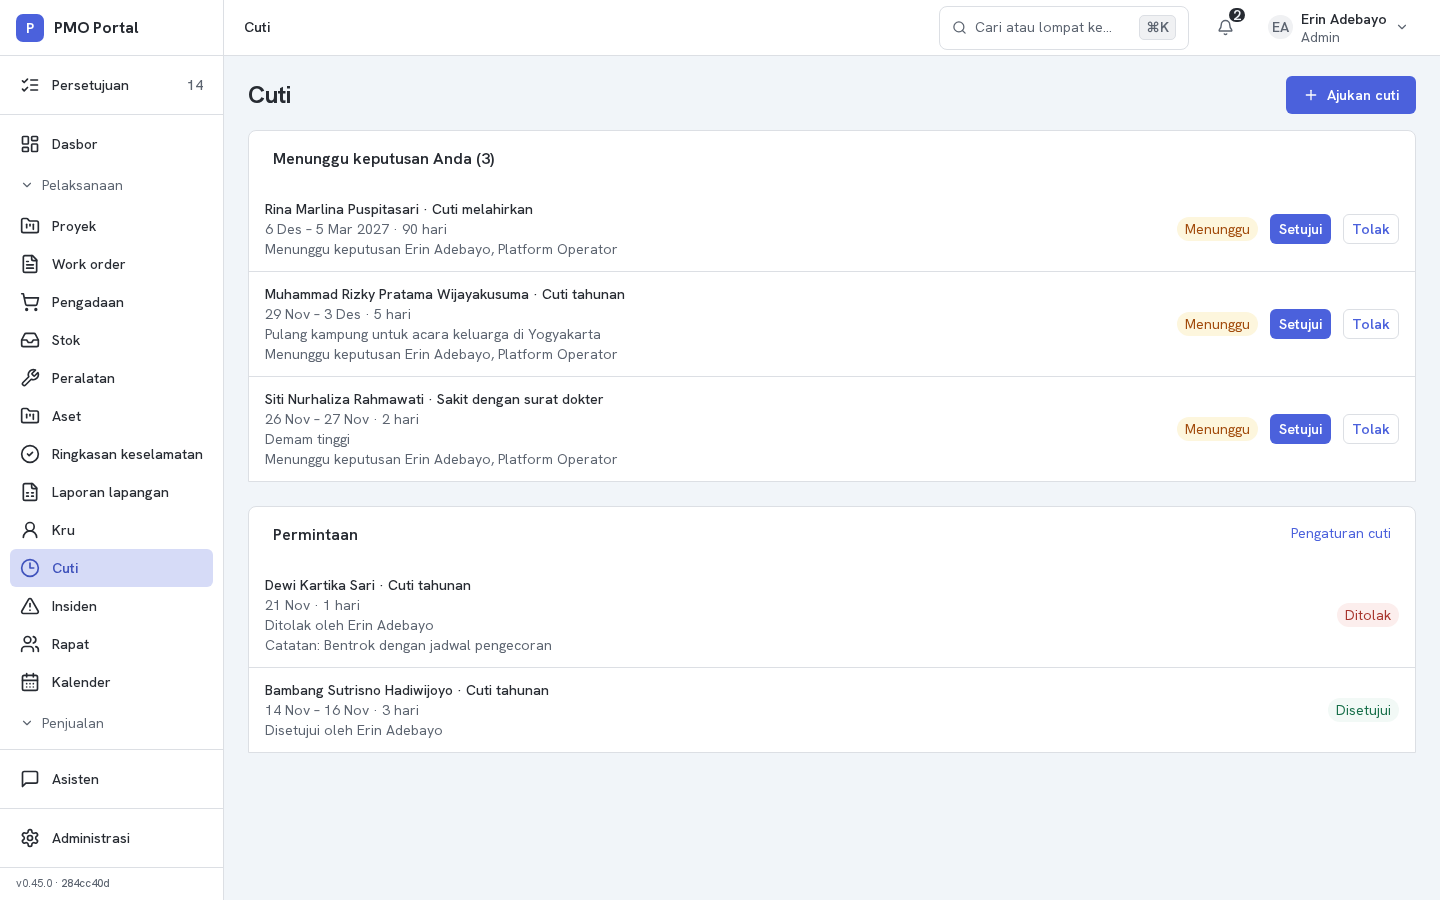 P PMO Portal
Cuti
Cari atau lompat ke...
⌘K
2
EA
Erin Adebayo
Admin
Persetujuan 14
Dasbor
Pelaksanaan
Proyek
Work order
Pengadaan
Stok
Peralatan
Aset
Ringkasan keselamatan
Laporan lapangan
Kru
Cuti
Insiden
Rapat
Kalender
Penjualan
Asisten
Administrasi
v0.45.0 · 284cc40d
Cuti
Ajukan cuti
Menunggu keputusan Anda (3)
Rina Marlina Puspitasari · Cuti melahirkan
6 Des – 5 Mar 2027 · 90 hari
Menunggu keputusan Erin Adebayo, Platform Operator
Menunggu Setujui Tolak
Muhammad Rizky Pratama Wijayakusuma · Cuti tahunan
29 Nov – 3 Des · 5 hari
Pulang kampung untuk acara keluarga di Yogyakarta
Menunggu keputusan Erin Adebayo, Platform Operator
Menunggu Setujui Tolak
Siti Nurhaliza Rahmawati · Sakit dengan surat dokter
26 Nov – 27 Nov · 2 hari
Demam tinggi
Menunggu keputusan Erin Adebayo, Platform Operator
Menunggu Setujui Tolak
Permintaan
Pengaturan cuti
Dewi Kartika Sari · Cuti tahunan
21 Nov · 1 hari
Ditolak oleh Erin Adebayo
Catatan: Bentrok dengan jadwal pengecoran
Ditolak
Bambang Sutrisno Hadiwijoyo · Cuti tahunan
14 Nov – 16 Nov · 3 hari
Disetujui oleh Erin Adebayo
Disetujui